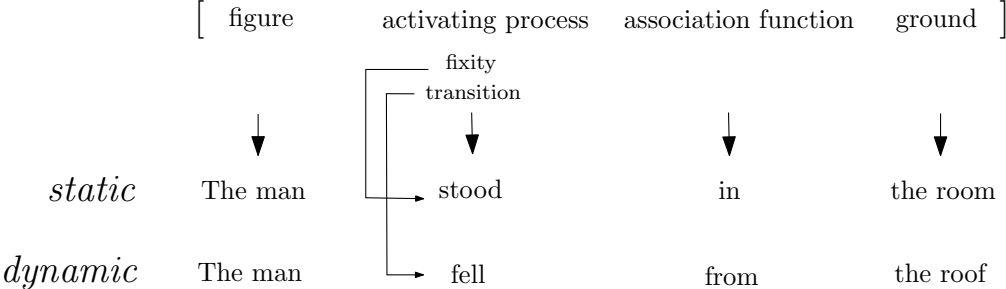 [ figure activating process association function ground ]
fixity
transition
static The man stood in the room
dynamic The man fell from the roof